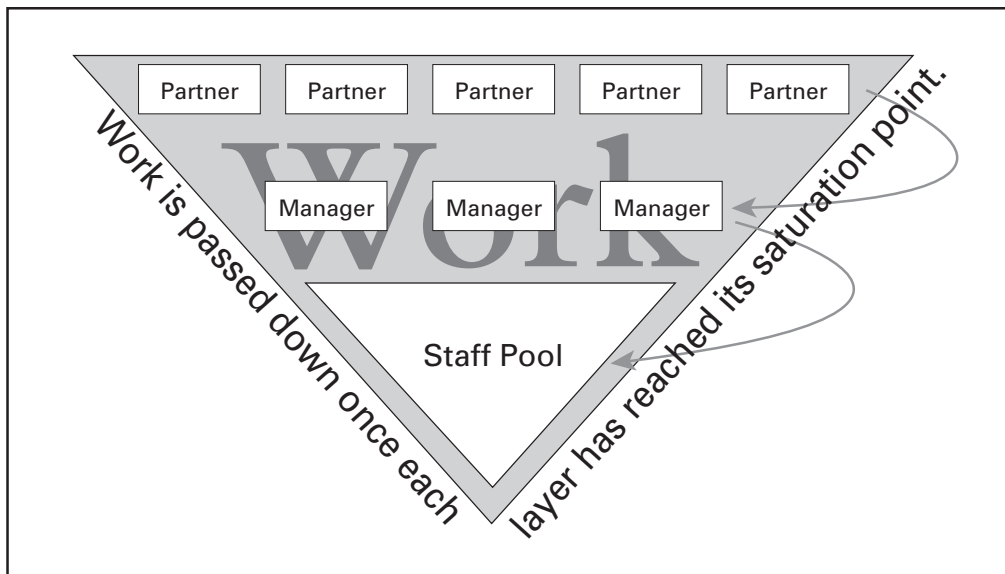 Partner Partner Partner Partner Partner
Work
Manager Manager Manager
Staff Pool
Work is passed down once each
layer has reached its saturation point.